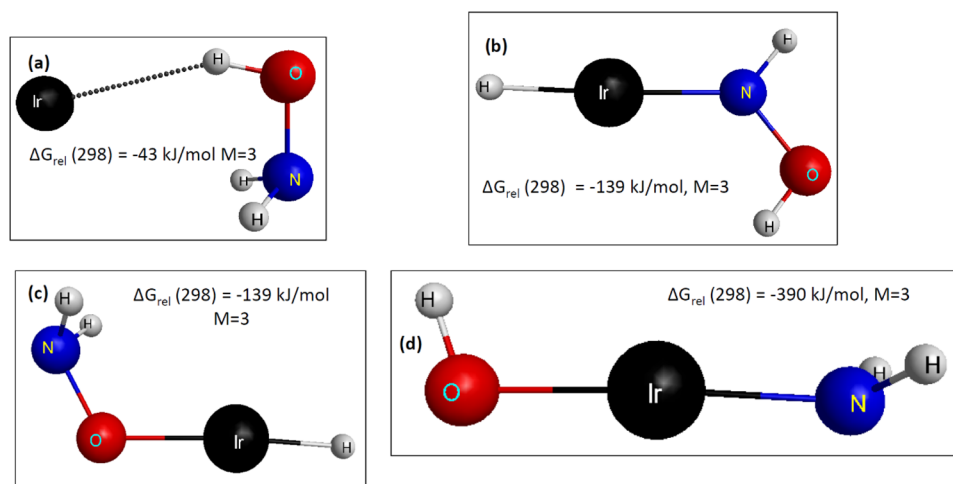 (a)
H
O
Ir
ΔGrel (298) = -43 kJ/mol M=3
H
N
H
(b)
H
H
Ir
N
ΔGrel (298) = -139 kJ/mol, M=3
O
H
(c)
H
ΔGrel (298) = -139 kJ/mol
M=3
H
N
O
Ir
H
H
ΔGrel (298) = -390 kJ/mol, M=3
(d)
H
H
O
Ir
N